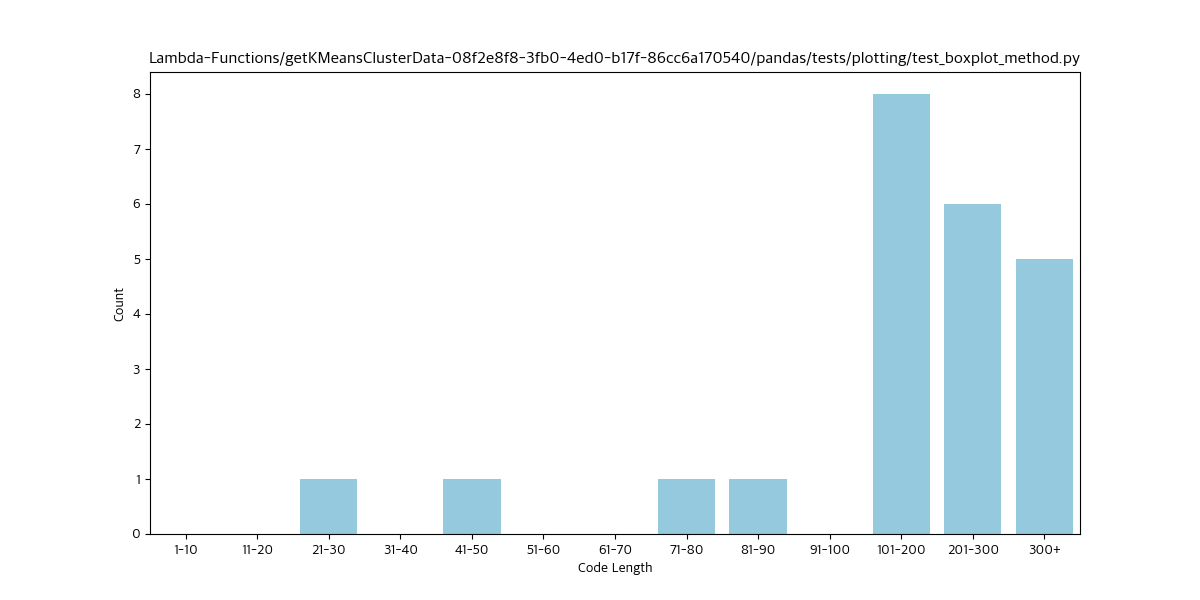 Lambda-Functions/getKMeansClusterData-08f2e8f8-3fb0-4ed0-b17f-86cc6a170540/pandas/tests/plotting/test_boxplot_method.py
8
7
6
5
4
3
2
1
0
Count
1-10 11-20 21-30 31-40 41-50 51-60 61-70 71-80 81-90 91-100 101-200 201-300 300+
Code Length